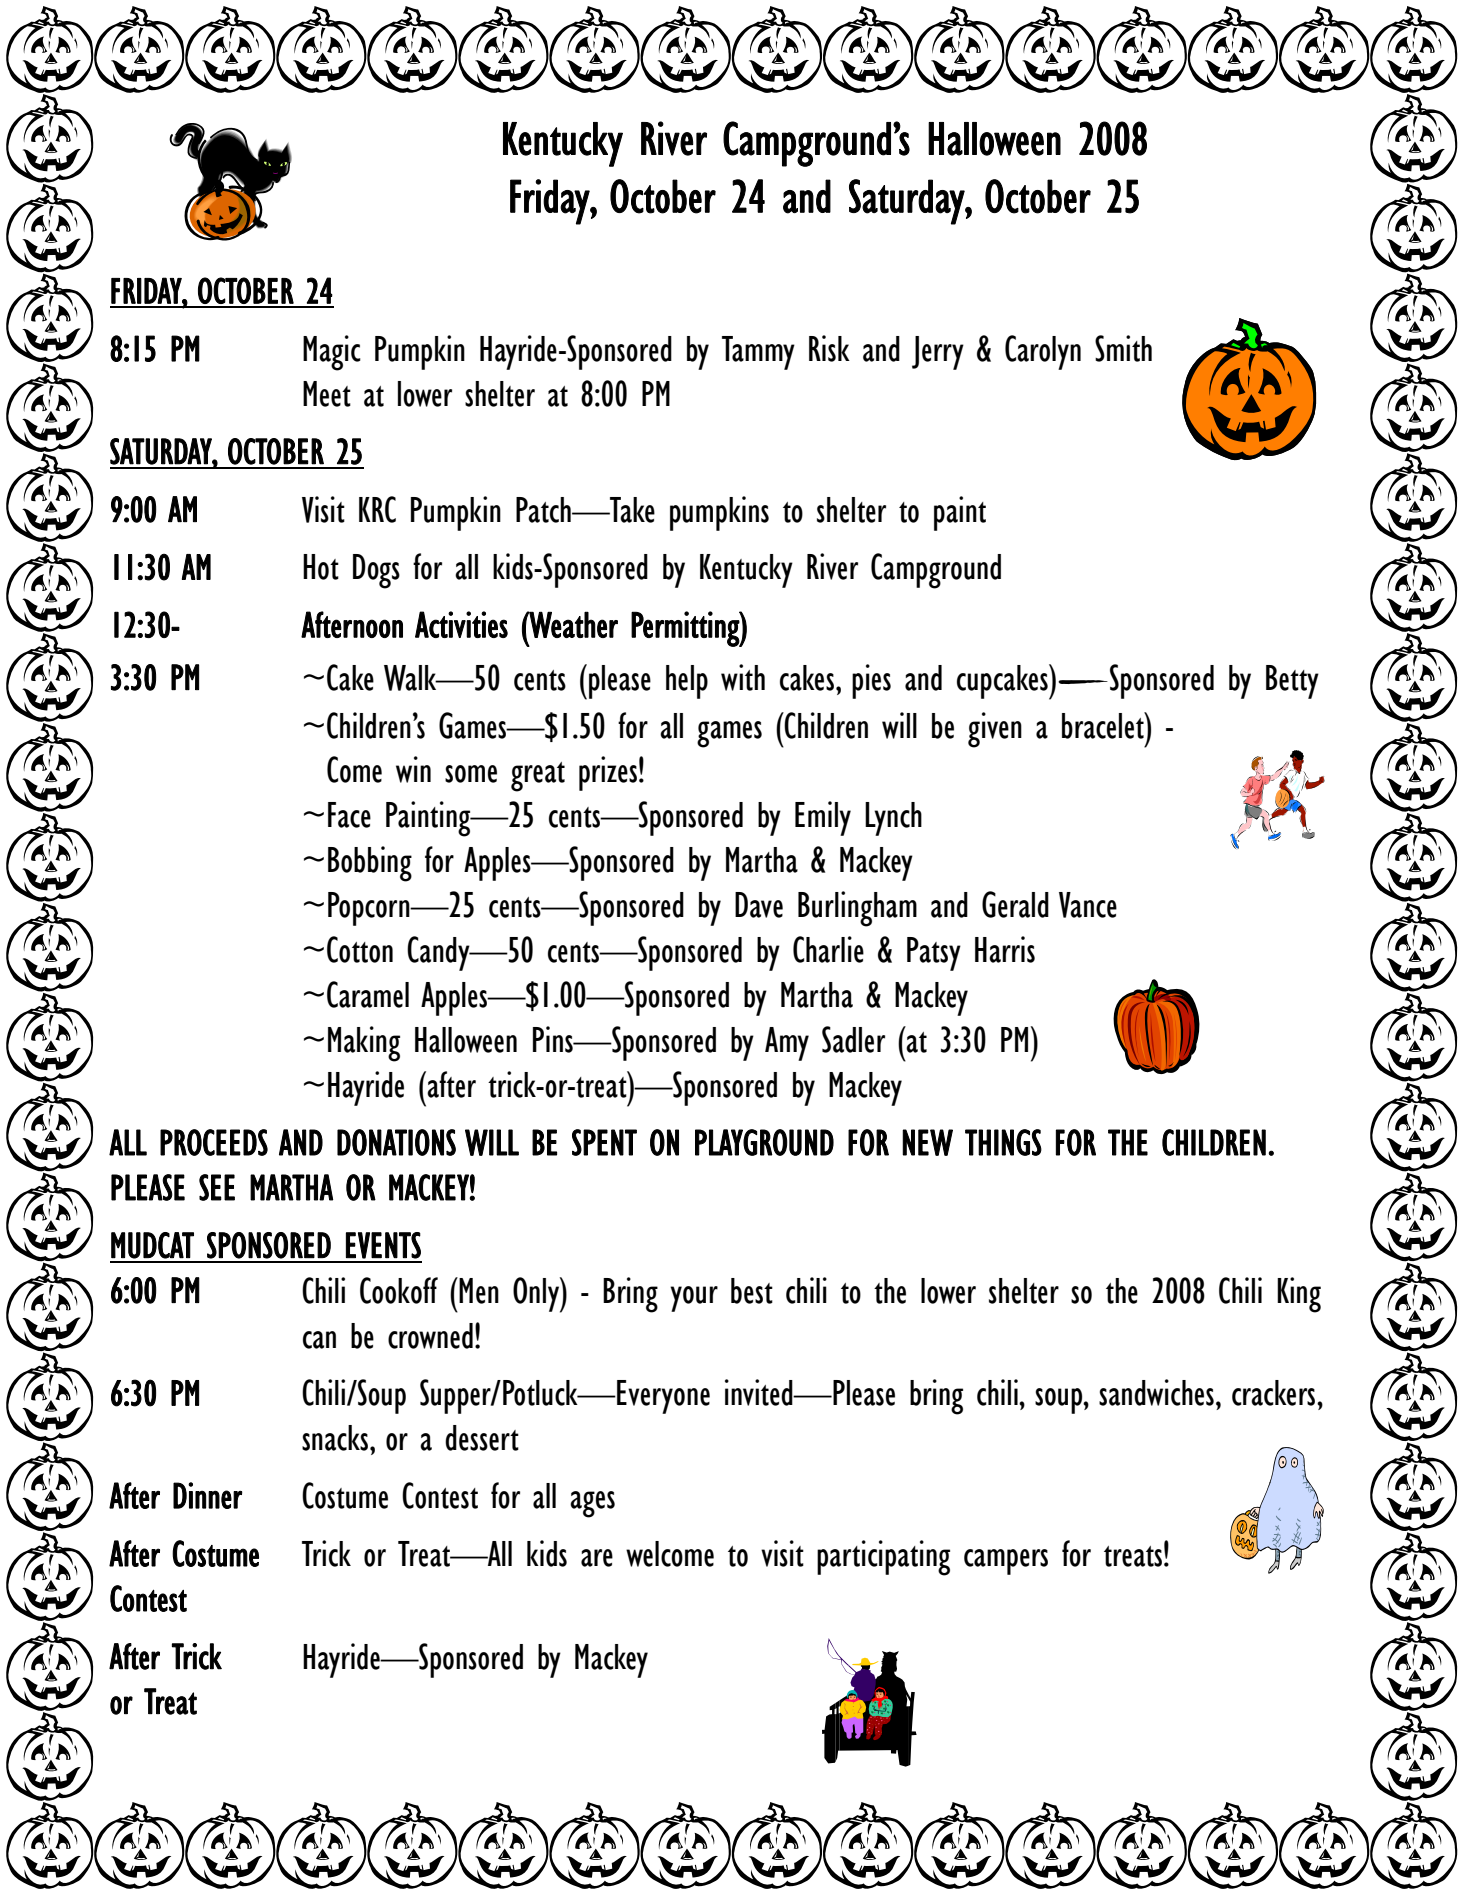 Kentucky River Campground's Halloween 2008
Friday, October 24 and Saturday, October 25
FRIDAY, OCTOBER 24
8:15 PM Magic Pumpkin Hayride-Sponsored by Tammy Risk and Jerry & Carolyn Smith
Meet at lower shelter at 8:00 PM
SATURDAY, OCTOBER 25
9:00 AM Visit KRC Pumpkin Patch—Take pumpkins to shelter to paint
11:30 AM Hot Dogs for all kids-Sponsored by Kentucky River Campground
12:30- Afternoon Activities (Weather Permitting)
3:30 PM ~Cake Walk—50 cents (please help with cakes, pies and cupcakes)—Sponsored by Betty
~Children's Games—$1.50 for all games (Children will be given a bracelet) -
Come win some great prizes!
~Face Painting—25 cents—Sponsored by Emily Lynch
~Bobbing for Apples—Sponsored by Martha & Mackey
~Popcorn—25 cents—Sponsored by Dave Burlingham and Gerald Vance
~Cotton Candy—50 cents—Sponsored by Charlie & Patsy Harris
~Caramel Apples—$1.00—Sponsored by Martha & Mackey
~Making Halloween Pins—Sponsored by Amy Sadler (at 3:30 PM)
~Hayride (after trick-or-treat)—Sponsored by Mackey
ALL PROCEEDS AND DONATIONS WILL BE SPENT ON PLAYGROUND FOR NEW THINGS FOR THE CHILDREN.
PLEASE SEE MARTHA OR MACKEY!
MUDCAT SPONSORED EVENTS
6:00 PM Chili Cookoff (Men Only) - Bring your best chili to the lower shelter so the 2008 Chili King
can be crowned!
6:30 PM Chili/Soup Supper/Potluck—Everyone invited—Please bring chili, soup, sandwiches, crackers,
snacks, or a dessert
After Dinner Costume Contest for all ages
After Costume Trick or Treat—All kids are welcome to visit participating campers for treats!
Contest
After Trick Hayride—Sponsored by Mackey
or Treat